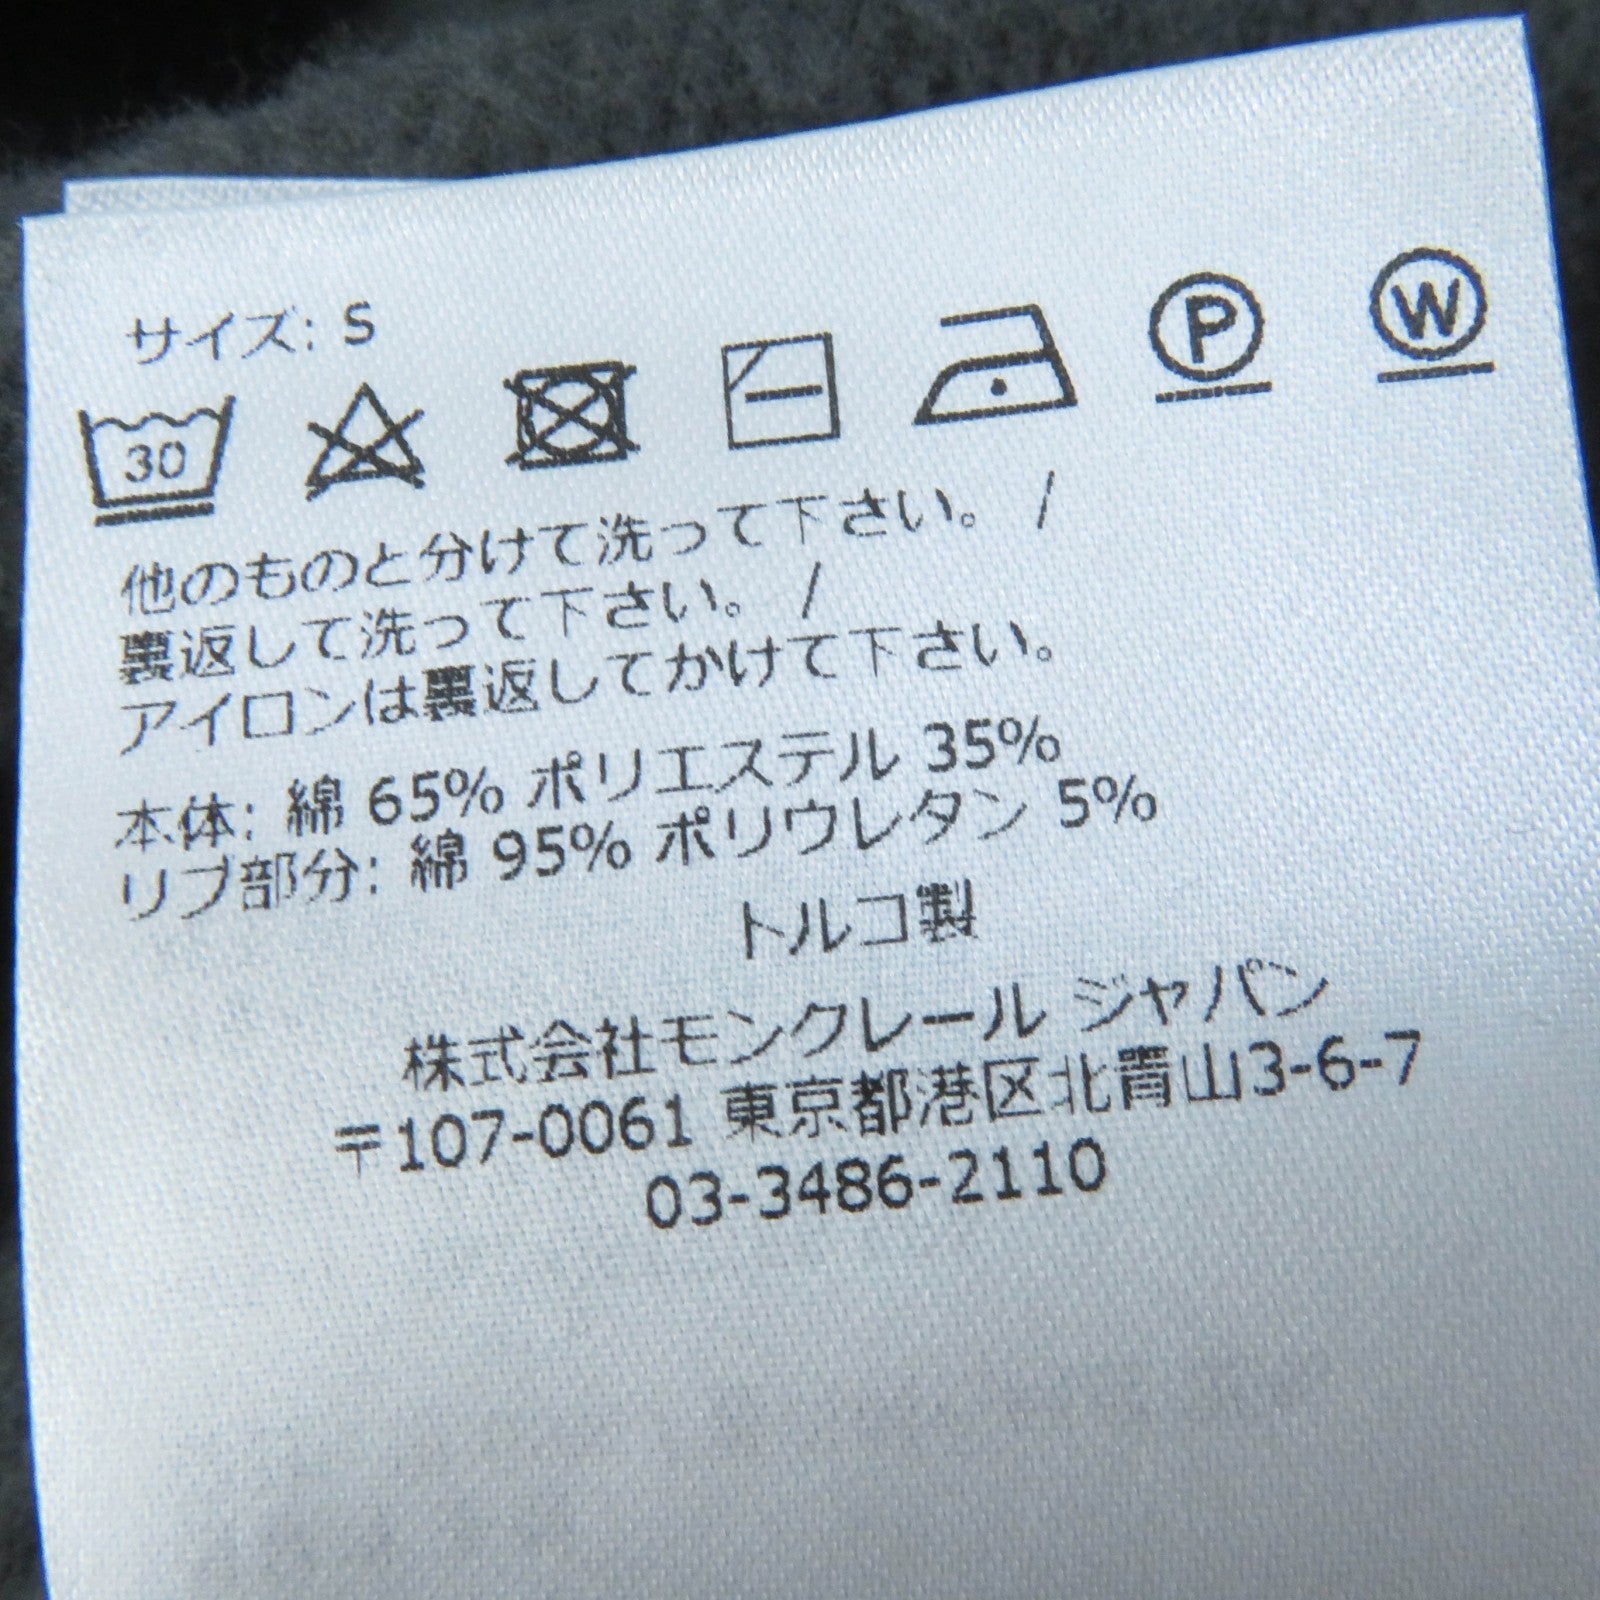 サイズ: S
30
P
W
他のものと分けて洗って下さい。 /
裏返して洗って下さい。 /
アイロンは裏返してかけて下さい。
本体: 綿 65% ポリエステル 35%
リブ部分: 綿 95% ポリウレタン 5%
トルコ製
株式会社モンクレール ジャパン
〒107-0061 東京都港区北青山3-6-7
03-3486-2110